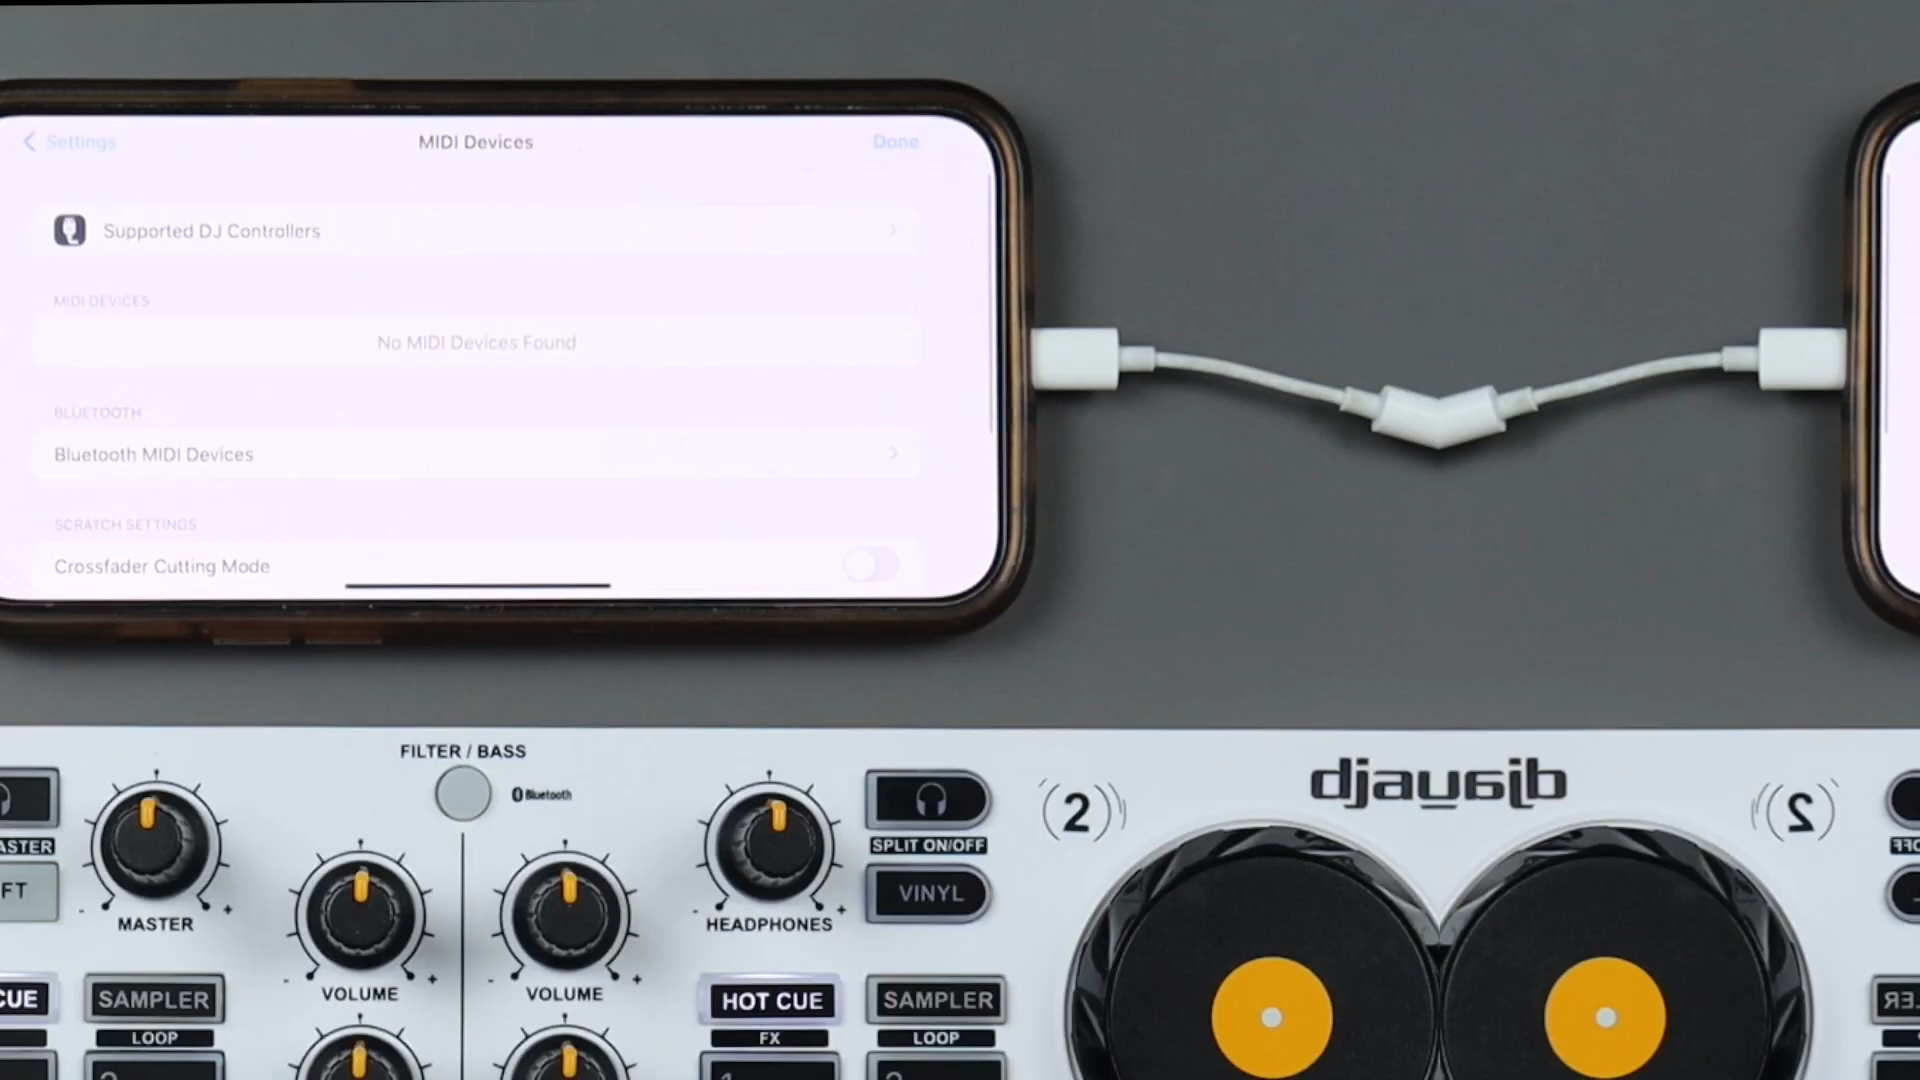 Settings
MIDI Devices
Done
Supported DJ Controllers
MIDI DEVICES
No MIDI Devices Found
BLUETOOTH
Bluetooth MIDI Devices
SCRATCH SETTINGS
Crossfader Cutting Mode
FILTER / BASS
Bluetooth
MASTER
VOLUME
VOLUME
HEADPHONES
SPLIT ON/OFF
VINYL
2
2
CUE
SAMPLER
LOOP
HOT CUE
FX
SAMPLER
LOOP